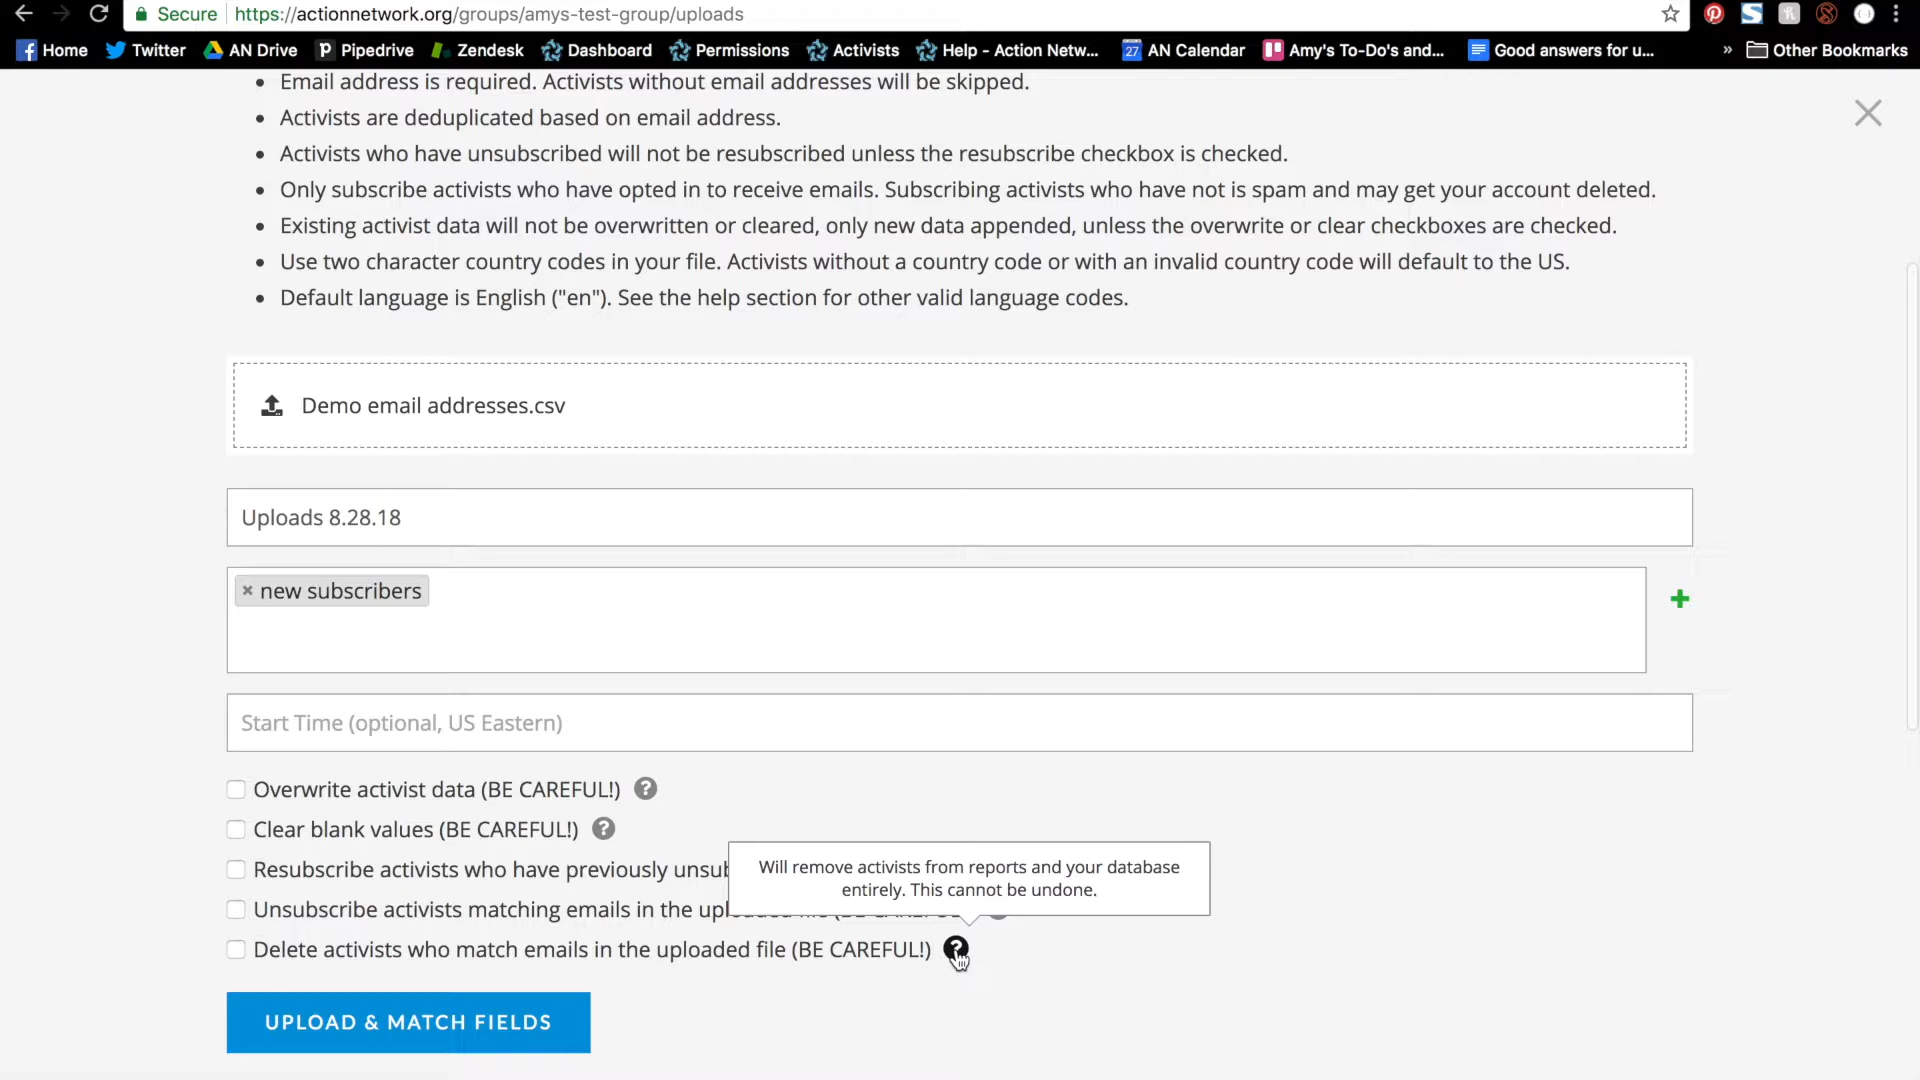 Secure https://actionnetwork.org/groups/amys-test-group/uploads
Home Twitter AN Drive Pipedrive Zendesk Dashboard Permissions Activists Help - Action Netw... 27 AN Calendar Amy's To-Do's and... Good answers for u... » Other Bookmarks
• Email address is required. Activists without email addresses will be skipped.
• Activists are deduplicated based on email address.
• Activists who have unsubscribed will not be resubscribed unless the resubscribe checkbox is checked.
• Only subscribe activists who have opted in to receive emails. Subscribing activists who have not is spam and may get your account deleted.
• Existing activist data will not be overwritten or cleared, only new data appended, unless the overwrite or clear checkboxes are checked.
• Use two character country codes in your file. Activists without a country code or with an invalid country code will default to the US.
• Default language is English ("en"). See the help section for other valid language codes.
Demo email addresses.csv
Uploads 8.28.18
× new subscribers
Start Time (optional, US Eastern)
Overwrite activist data (BE CAREFUL!) ?
Clear blank values (BE CAREFUL!) ?
Will remove activists from reports and your database
entirely. This cannot be undone.
Resubscribe activists who have previously unsub
Unsubscribe activists matching emails in the
Delete activists who match emails in the uploaded file (BE CAREFUL!) ?
UPLOAD & MATCH FIELDS